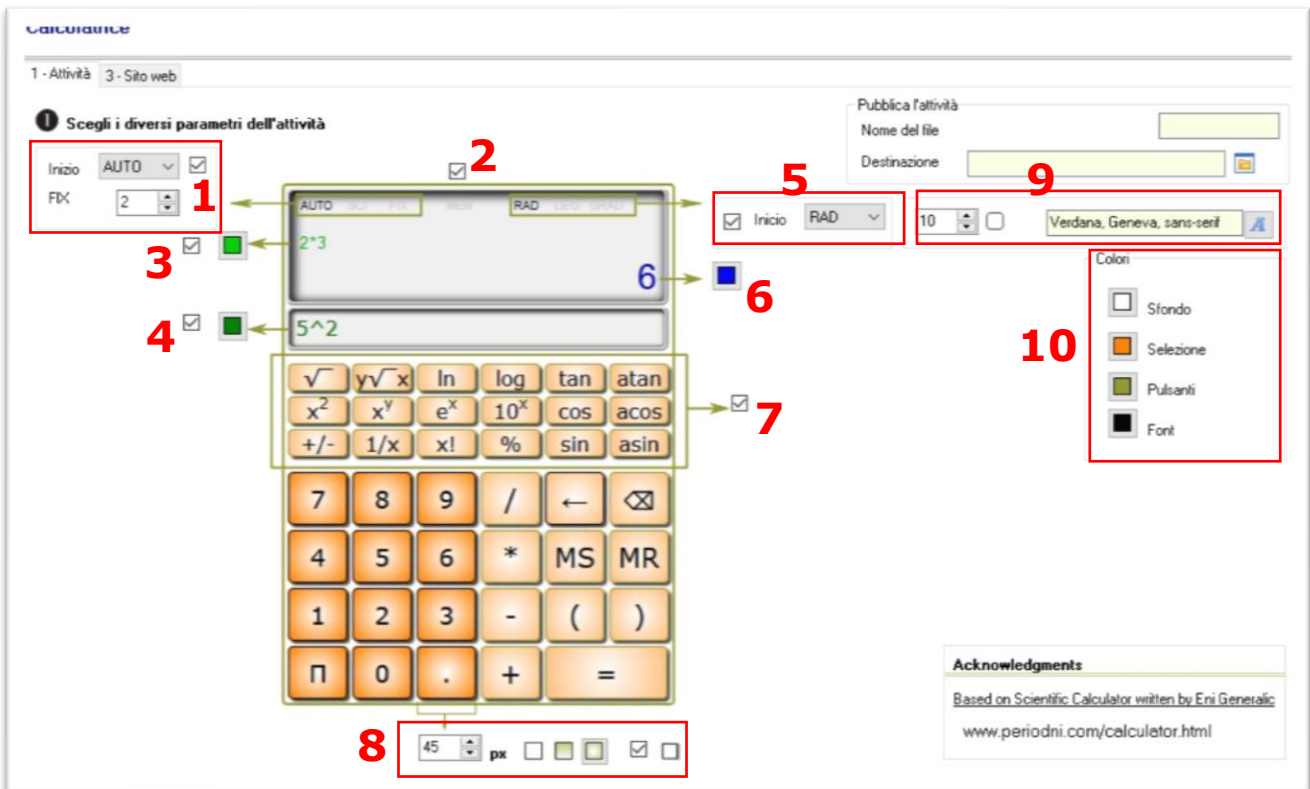 Calcolatrice
1 - Attività 3 - Sito web
1 Scegli i diversi parametri dell'attività
Pubblica l'attività
Nome del file
Destinazione
Inizio AUTO
FIX 2
1
2
AUTO SCI FIX MEM RAD DEG GRAD
5
Inicio RAD
9
10 Verdana, Geneva, sans-serif A
3
2*3
6
6
4
5^2
Colori
Sfondo
Selezione
Pulsanti
Font
10
√ y√x ln log tan atan
x² xʸ eˣ 10ˣ cos acos
+/- 1/x x! % sin asin
7
7 8 9 / ← ⌫
4 5 6 * MS MR
1 2 3 - ( )
Π 0 . + =
8
45 px
Acknowledgments
Based on Scientific Calculator written by Eni Generalic
www.periodni.com/calculator.html